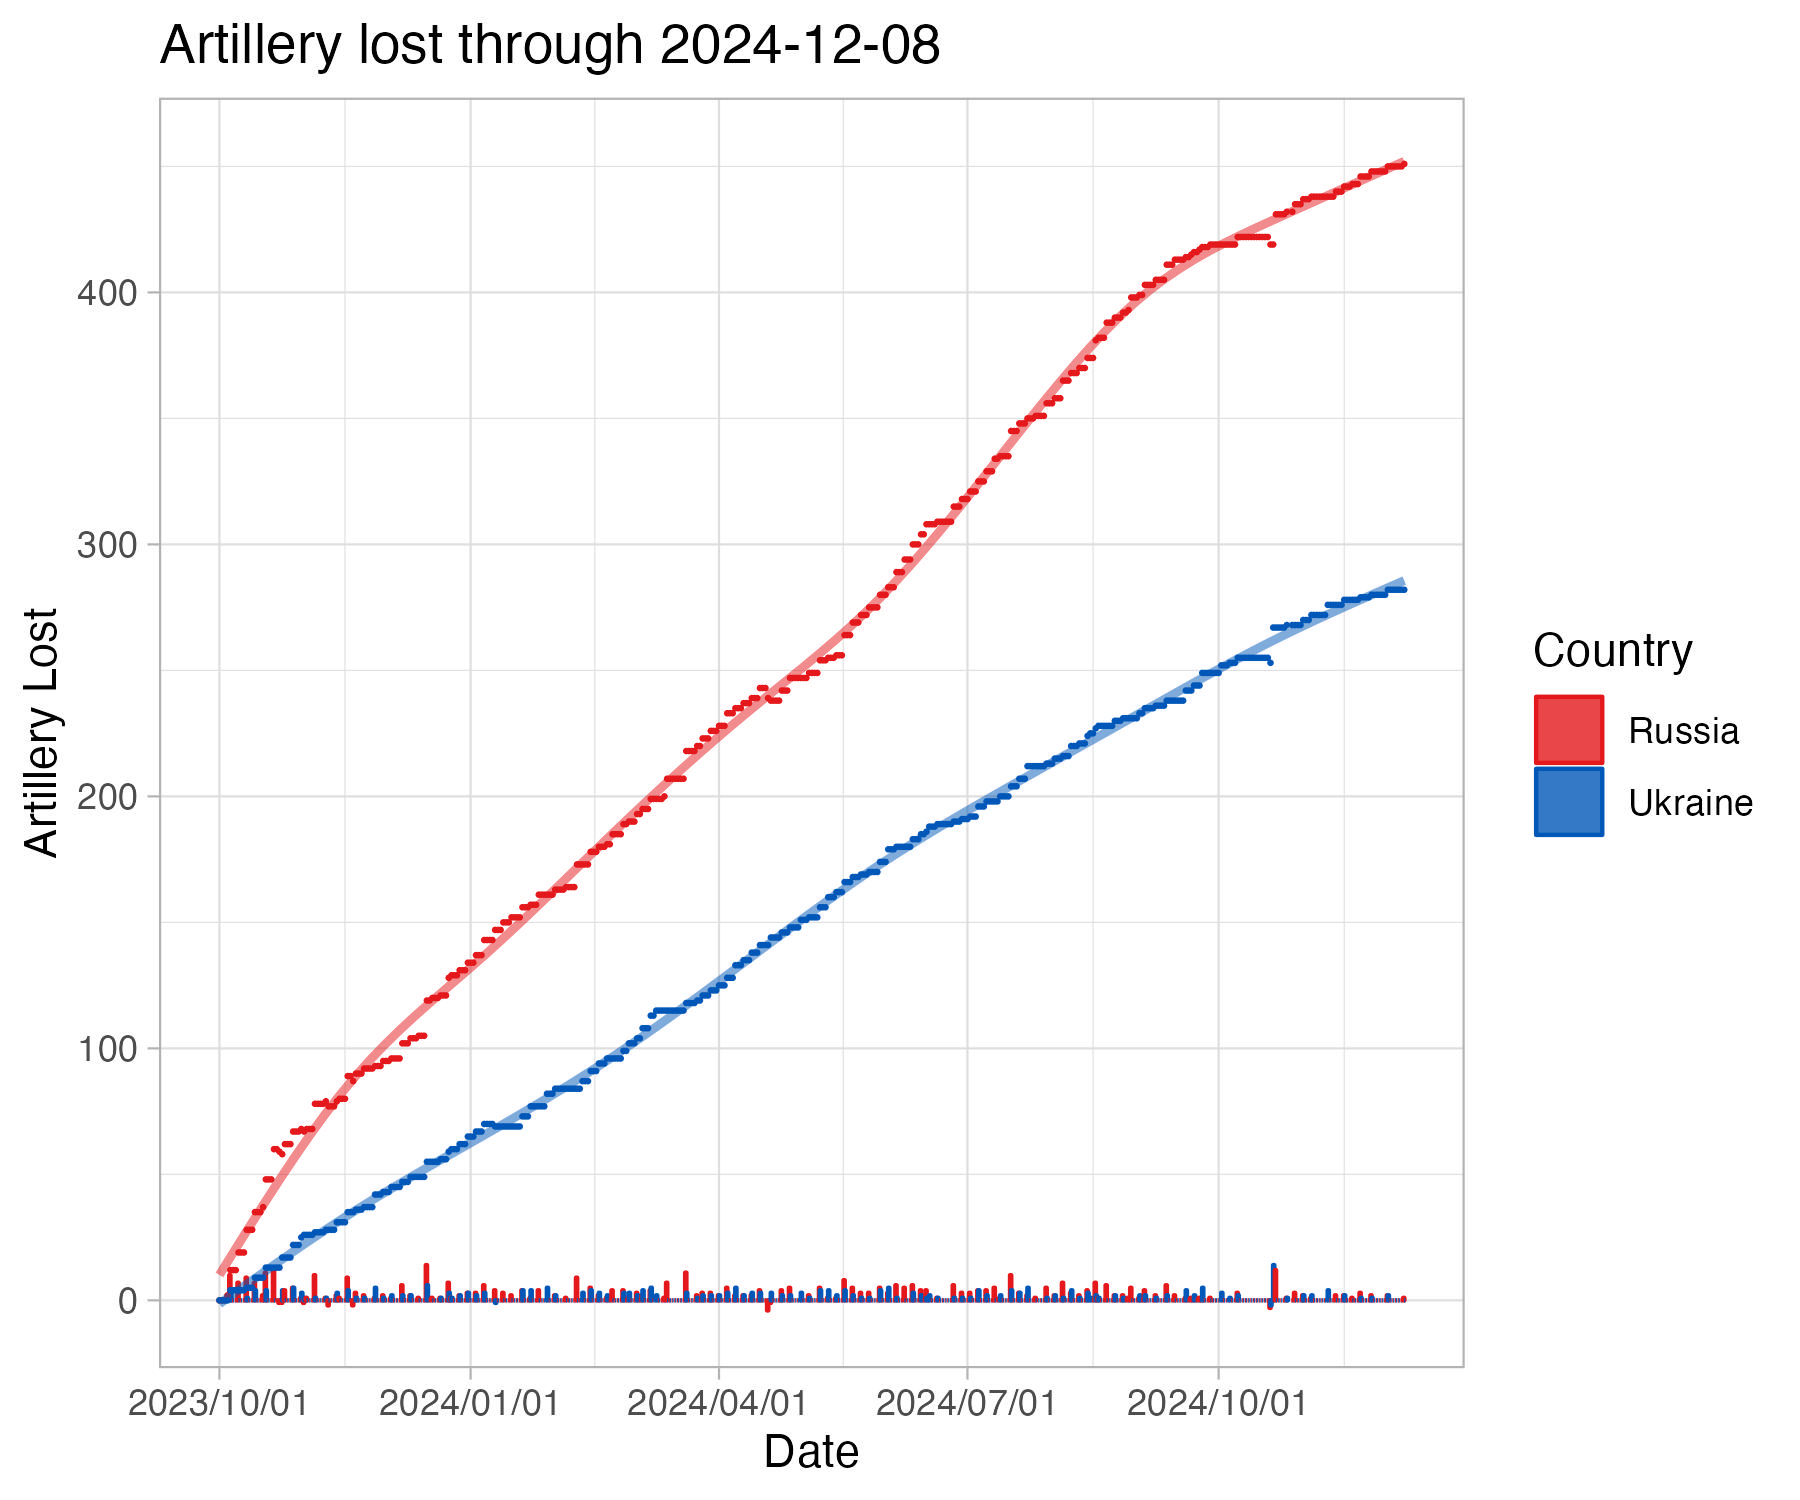 Artillery lost through 2024-12-08
Artillery Lost
400
300
200
100
0
2023/10/01 2024/01/01 2024/04/01 2024/07/01 2024/10/01
Date
Country
Russia
Ukraine